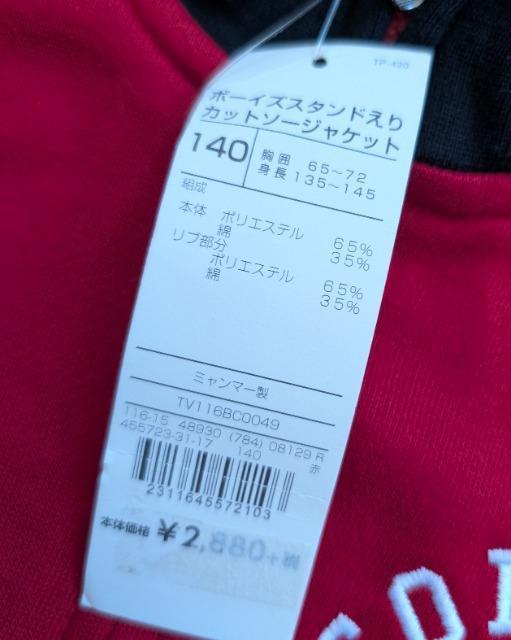 TP-420
ボーイズスタンドえり
カットソージャケット
140
胸囲 65~72
身長 135~145
組成
本体 ポリエステル 65%
綿 35%
リブ部分
ポリエステル 65%
綿 35%
ミャンマー製
TV116BC0049
116-15 48930 (784) 08129 R
455723-31-17 140 赤
2311645572103
本体価格 ¥2,880+税